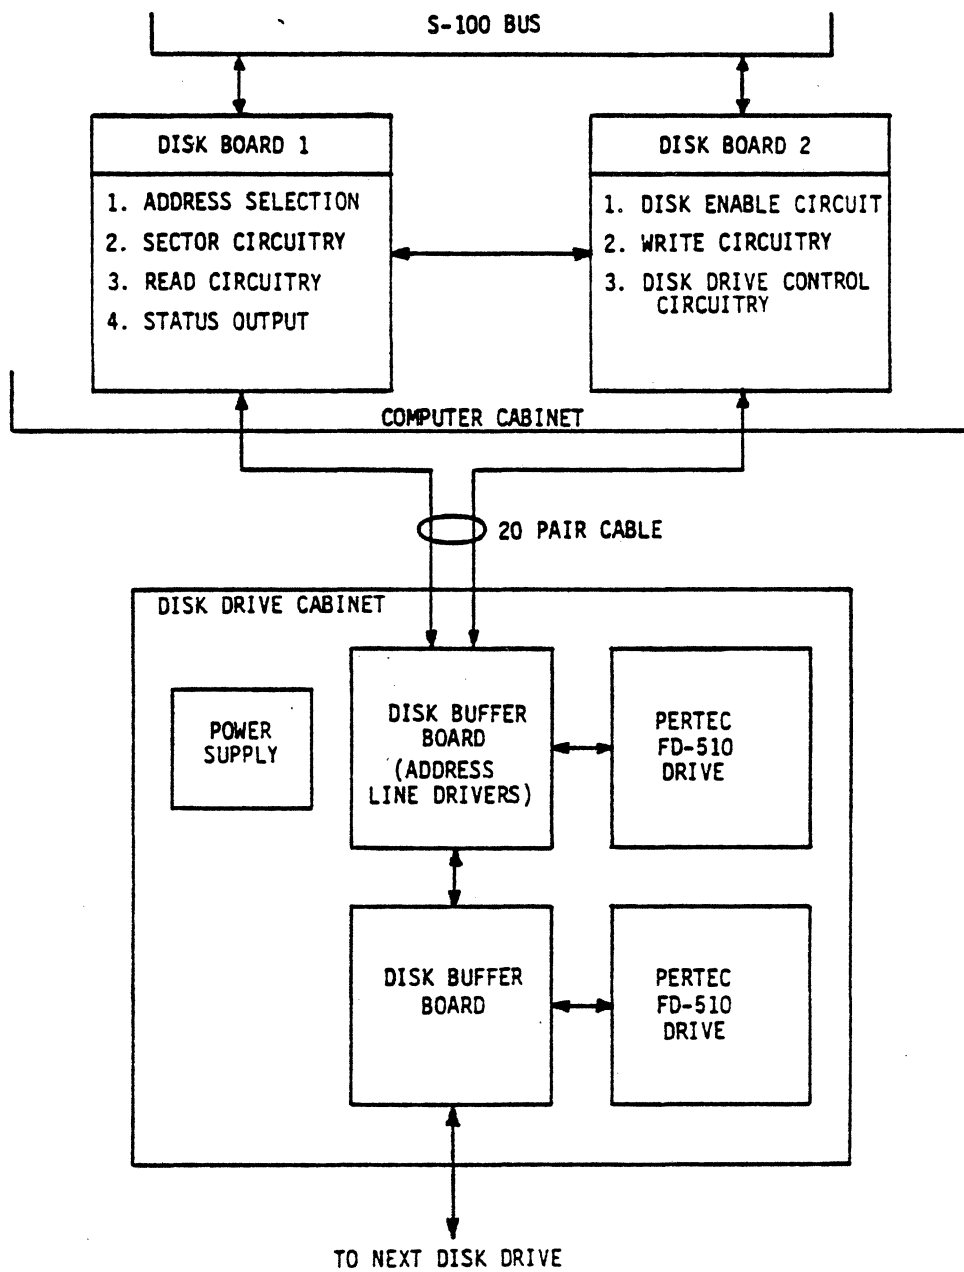 S-100 BUS
DISK BOARD 1
1. ADDRESS SELECTION
2. SECTOR CIRCUITRY
3. READ CIRCUITRY
4. STATUS OUTPUT
DISK BOARD 2
1. DISK ENABLE CIRCUIT
2. WRITE CIRCUITRY
3. DISK DRIVE CONTROL
CIRCUITRY
COMPUTER CABINET
20 PAIR CABLE
DISK DRIVE CABINET
POWER
SUPPLY
DISK BUFFER
BOARD
(ADDRESS
LINE DRIVERS)
PERTEC
FD-510
DRIVE
DISK BUFFER
BOARD
PERTEC
FD-510
DRIVE
TO NEXT DISK DRIVE